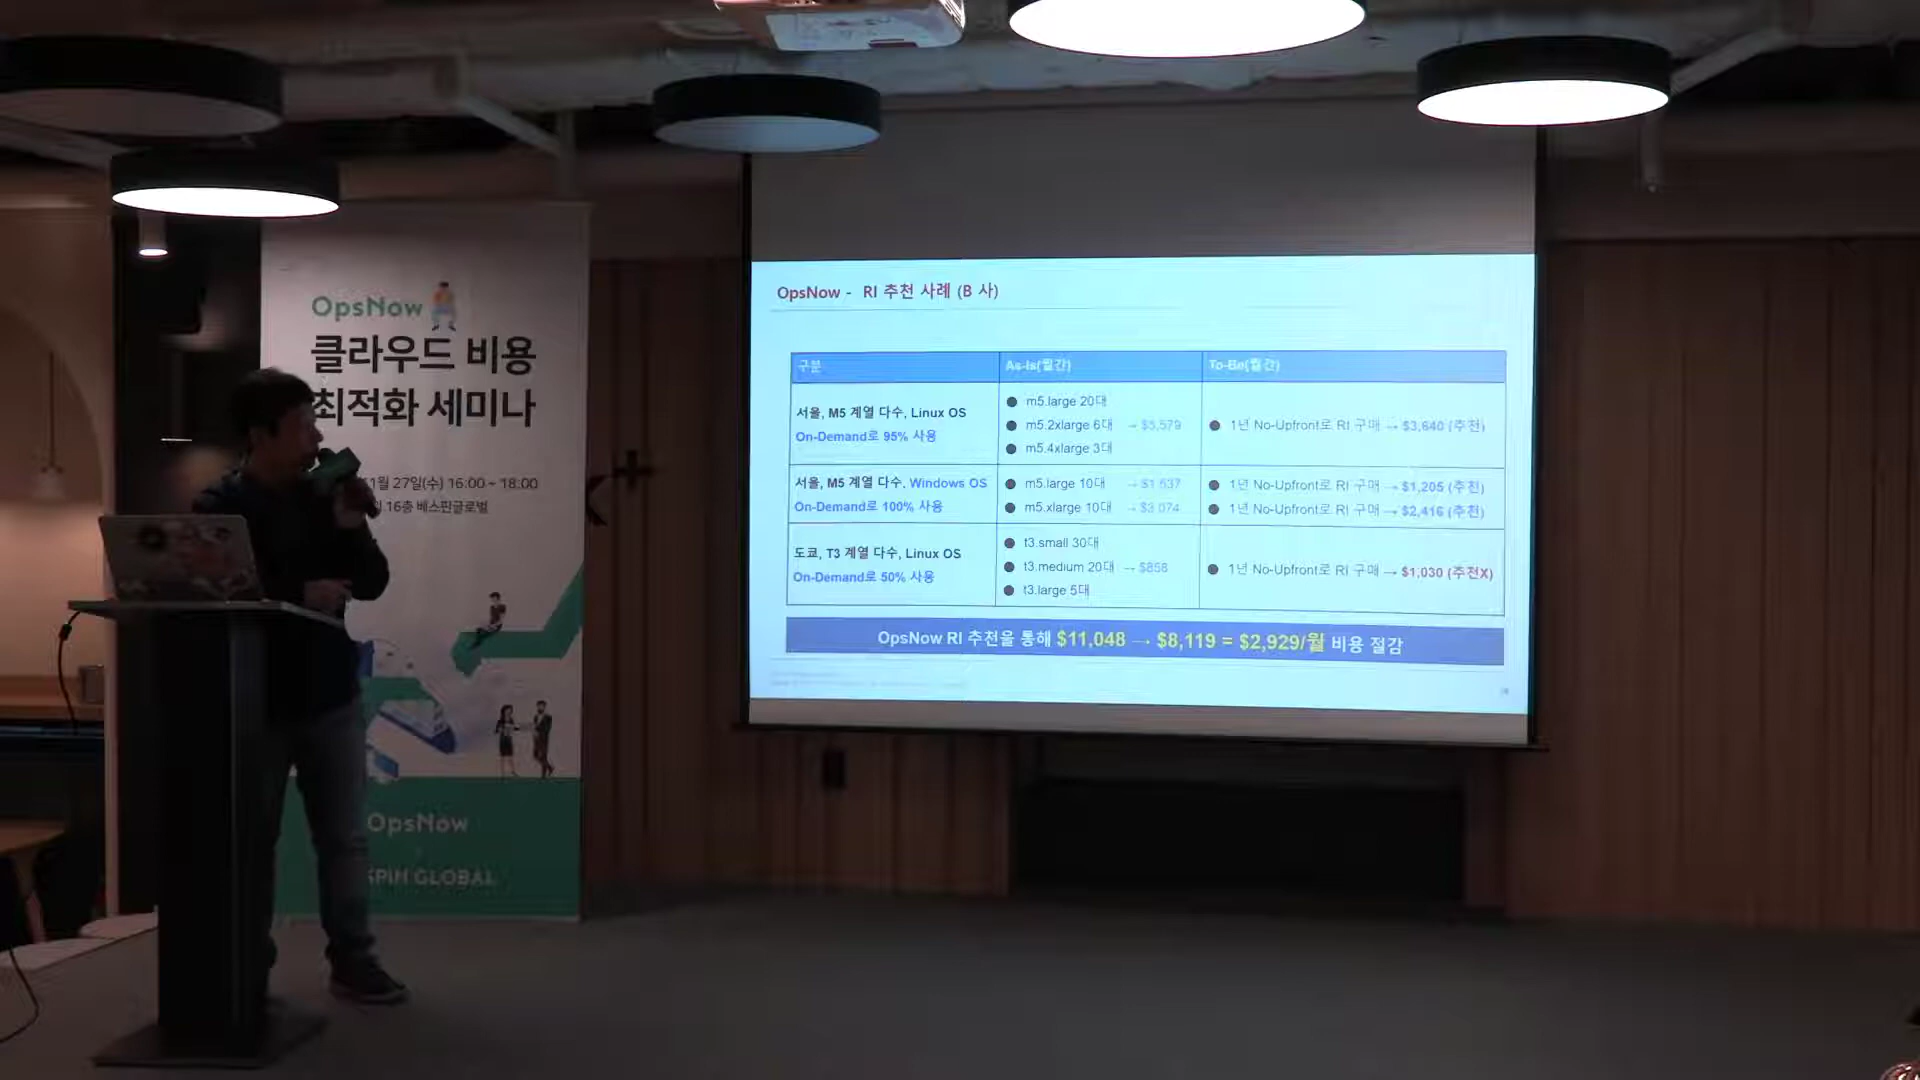 OpsNow
클라우드 비용
최적화 세미나
11월 27일(수) 16:00 ~ 18:00
16층 베스핀글로벌
OpsNow
SPIN GLOBAL
OpsNow - RI 추천 사례 (B 사)
구분 As-Is(월간) To-Be(월간)
서울, M5 계열 다수, Linux OS
On-Demand로 95% 사용
m5.large 20대
m5.2xlarge 6대 → $5,579
m5.4xlarge 3대
1년 No-Upfront로 RI 구매 → $3,640 (추천)
서울, M5 계열 다수, Windows OS
On-Demand로 100% 사용
m5.large 10대 → $1,537
m5.xlarge 10대 → $3,074
1년 No-Upfront로 RI 구매 → $1,205 (추천)
1년 No-Upfront로 RI 구매 → $2,416 (추천)
도쿄, T3 계열 다수, Linux OS
On-Demand로 50% 사용
t3.small 30대
t3.medium 20대 → $858
t3.large 5대
1년 No-Upfront로 RI 구매 → $1,030 (추천X)
OpsNow RI 추천을 통해 $11,048 → $8,119 = $2,929/월 비용 절감